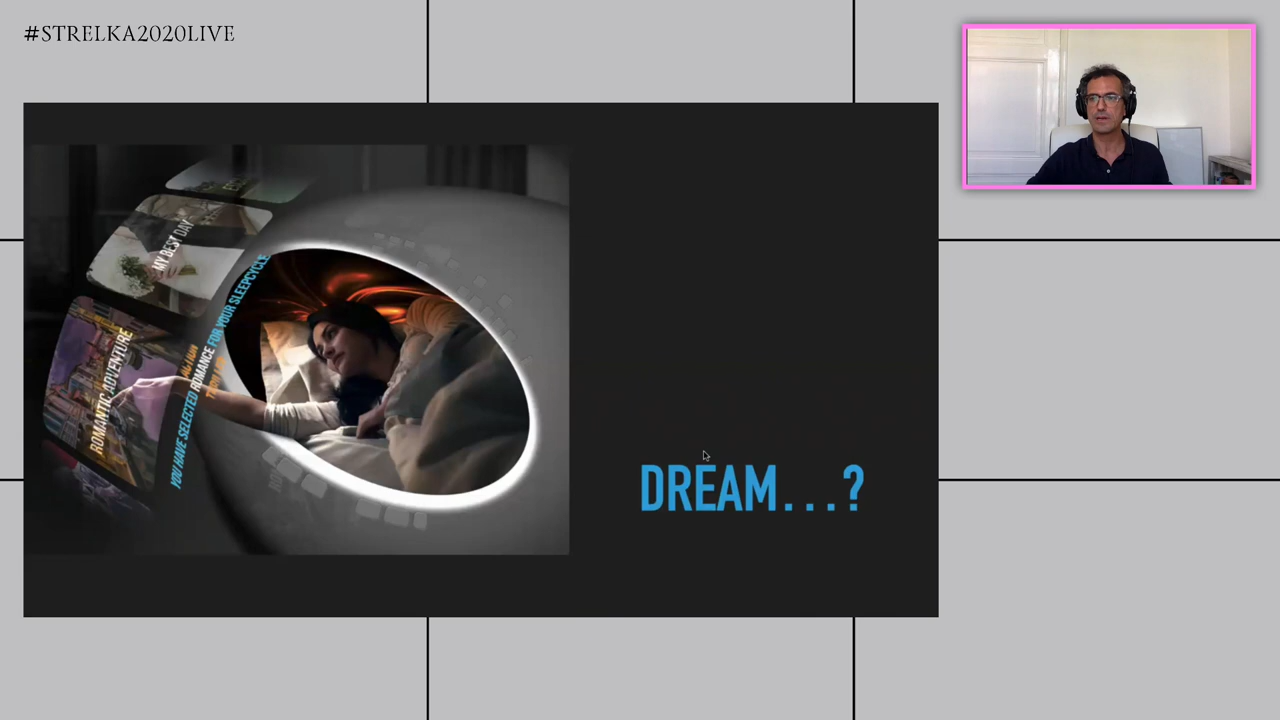 #STRELKA2020LIVE
MY BEST DAY
ROMANTIC ADVENTURE
YOU HAVE SELECTED ROMANCE FOR YOUR SLEEPCYCLE
DREAM...?